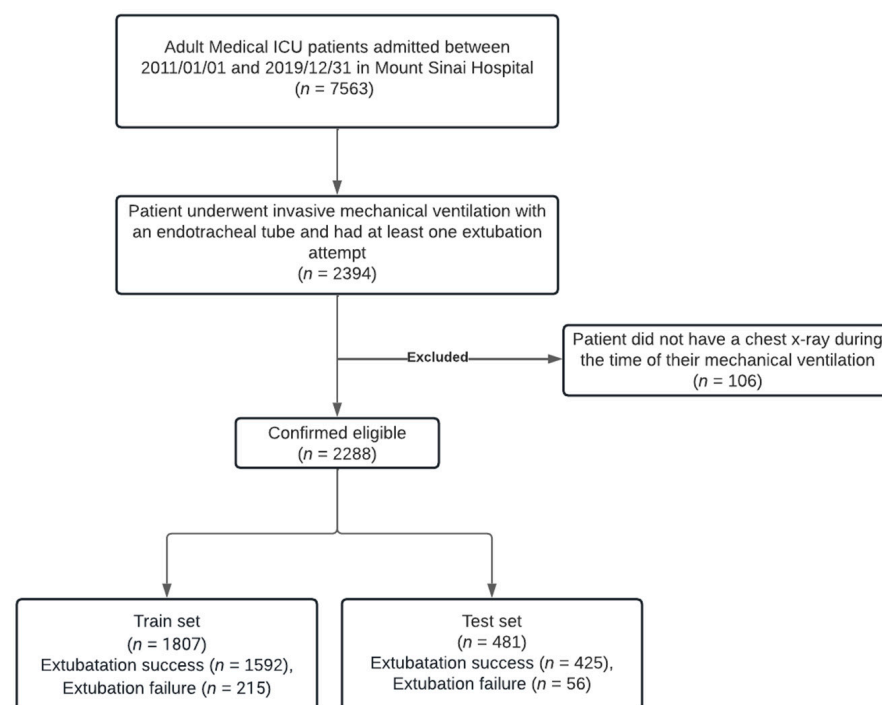 Adult Medical ICU patients admitted between
2011/01/01 and 2019/12/31 in Mount Sinai Hospital
(n = 7563)
Patient underwent invasive mechanical ventilation with
an endotracheal tube and had at least one extubation
attempt
(n = 2394)
Excluded
Patient did not have a chest x-ray during
the time of their mechanical ventilation
(n = 106)
Confirmed eligible
(n = 2288)
Train set
(n = 1807)
Extubatation success (n = 1592),
Extubation failure (n = 215)
Test set
(n = 481)
Extubatation success (n = 425),
Extubation failure (n = 56)